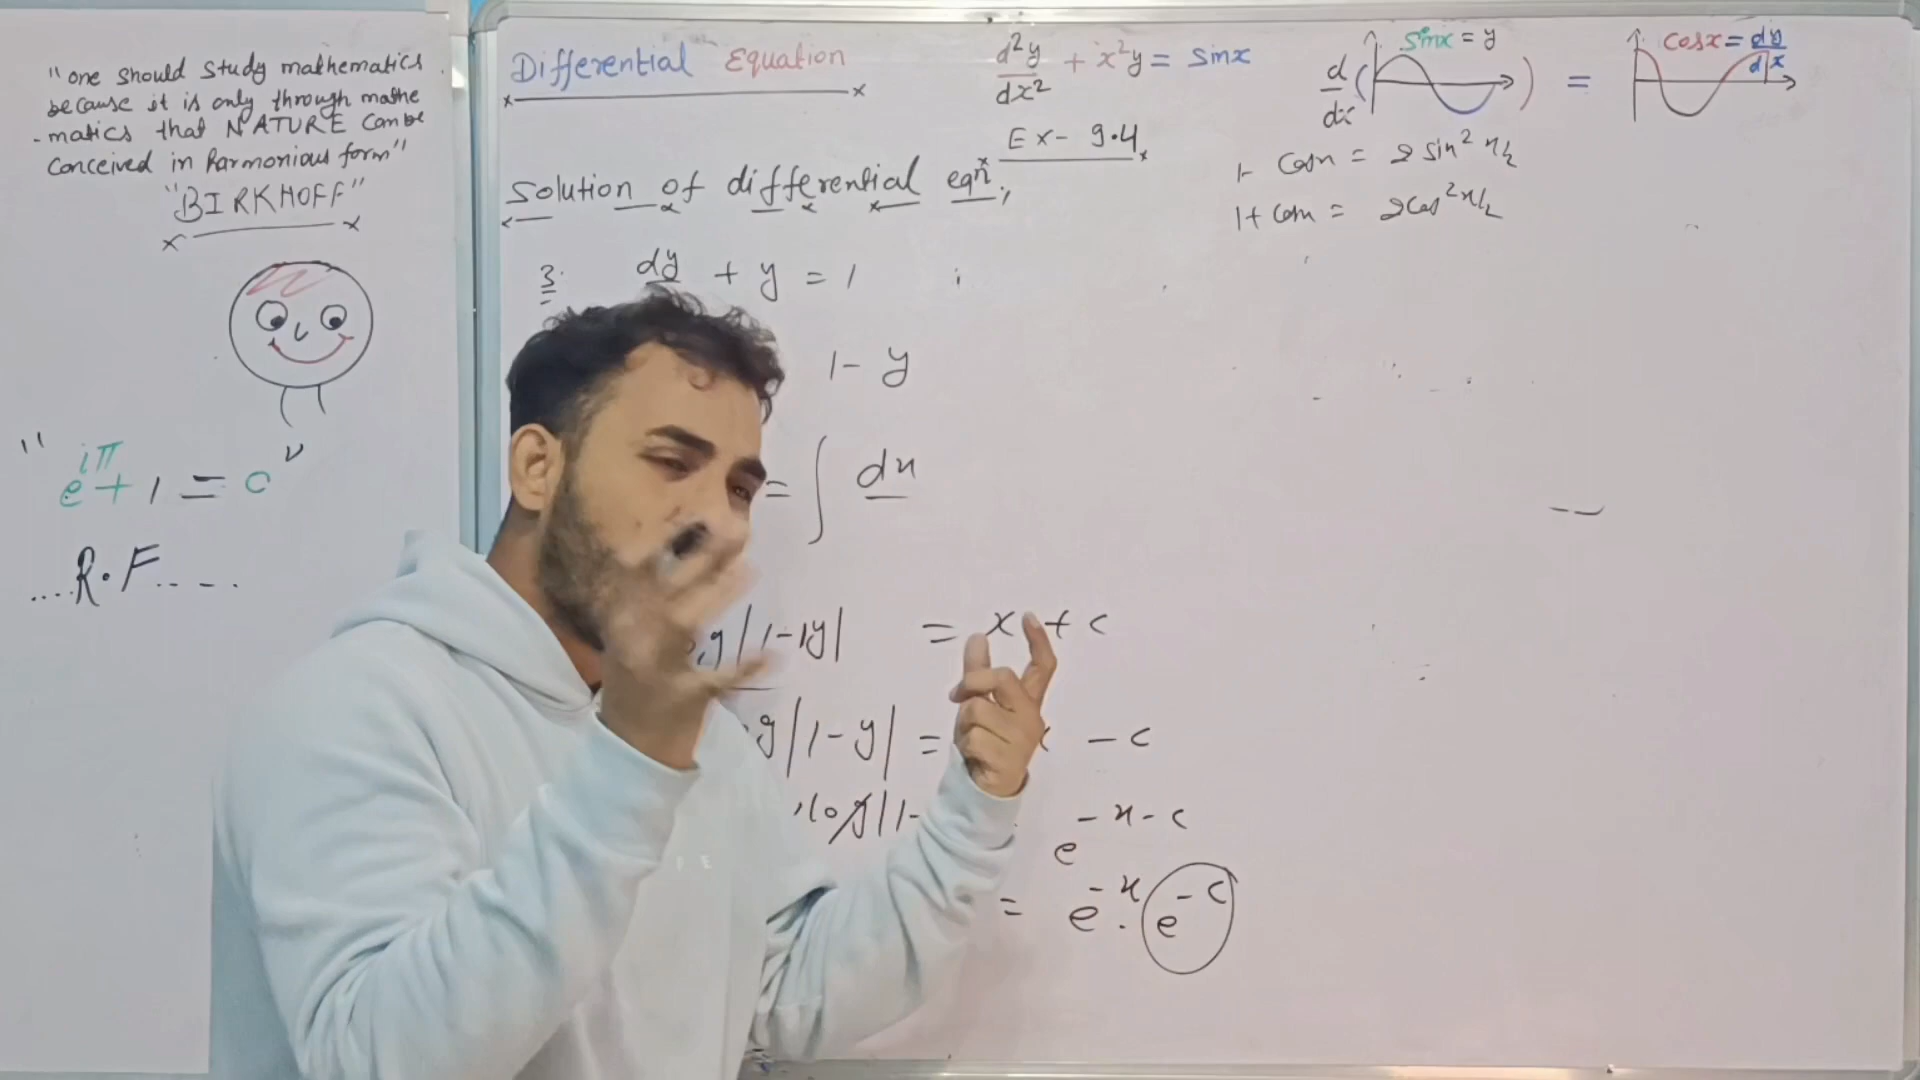 "one should study mathematics
because it is only through mathe
-matics that NATURE can be
conceived in harmonious form"
"BIRKHOFF"
" e^{iπ} + 1 = 0 "
....R.F.....
Differential Equation
d²y/dx² + x²y = sinx
Ex- 9.4
Solution of differential eqn.,
d/dx ( sinx = y ) = cosx = dy/dx
1- cosx = 2 sin² x/2
1+ cosx = 2cos² x/2
3. dy + y = 1
1- y
= ∫ dx
g|1-1y| = x + c
g|1-y| = - c
log|1- e^{-x-c}
= e^{-x} . e^{-c}